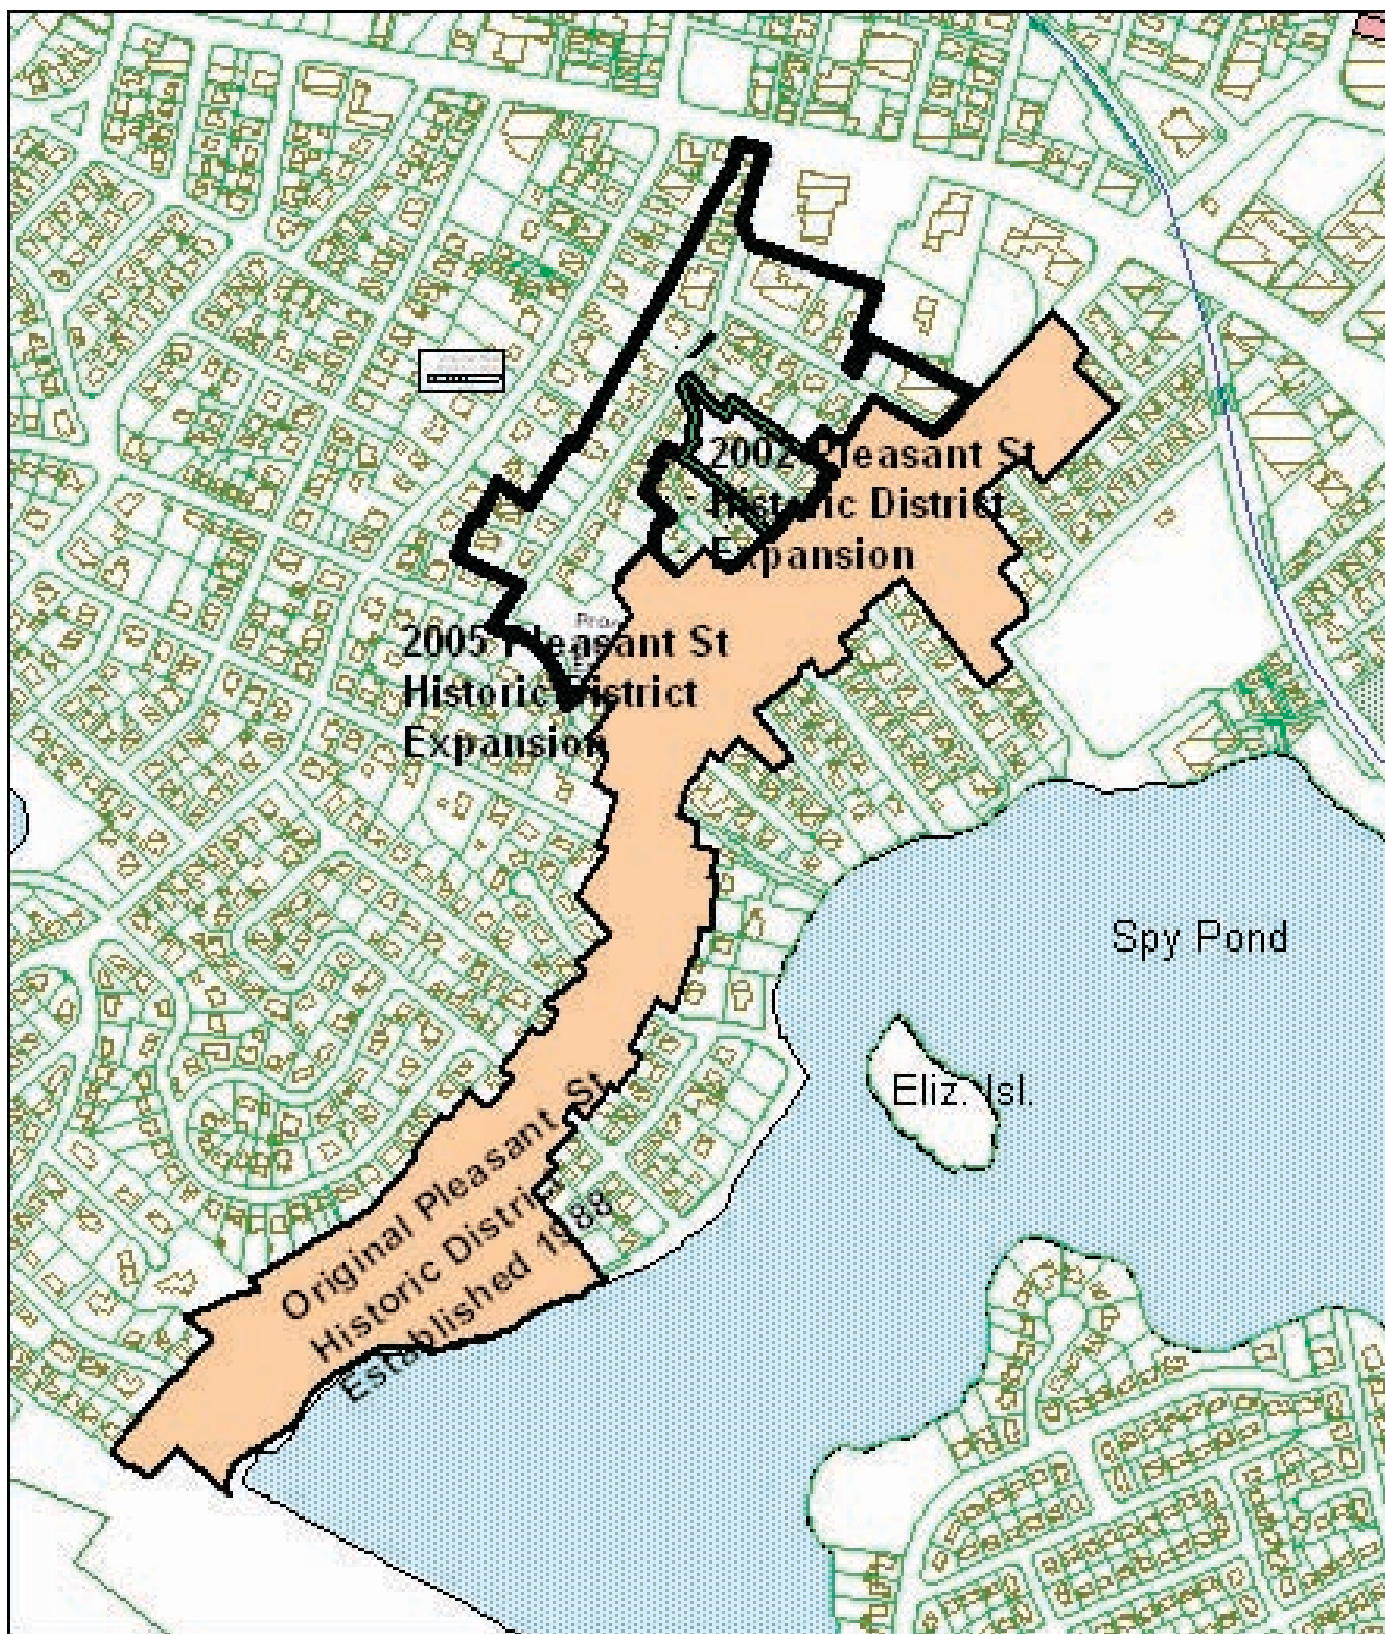 2002 Pleasant St
Historic District
Expansion
2005 Pleasant St
Historic District
Expansion
Spy Pond
Eliz. Isl.
Original Pleasant St
Historic District
Established 1988